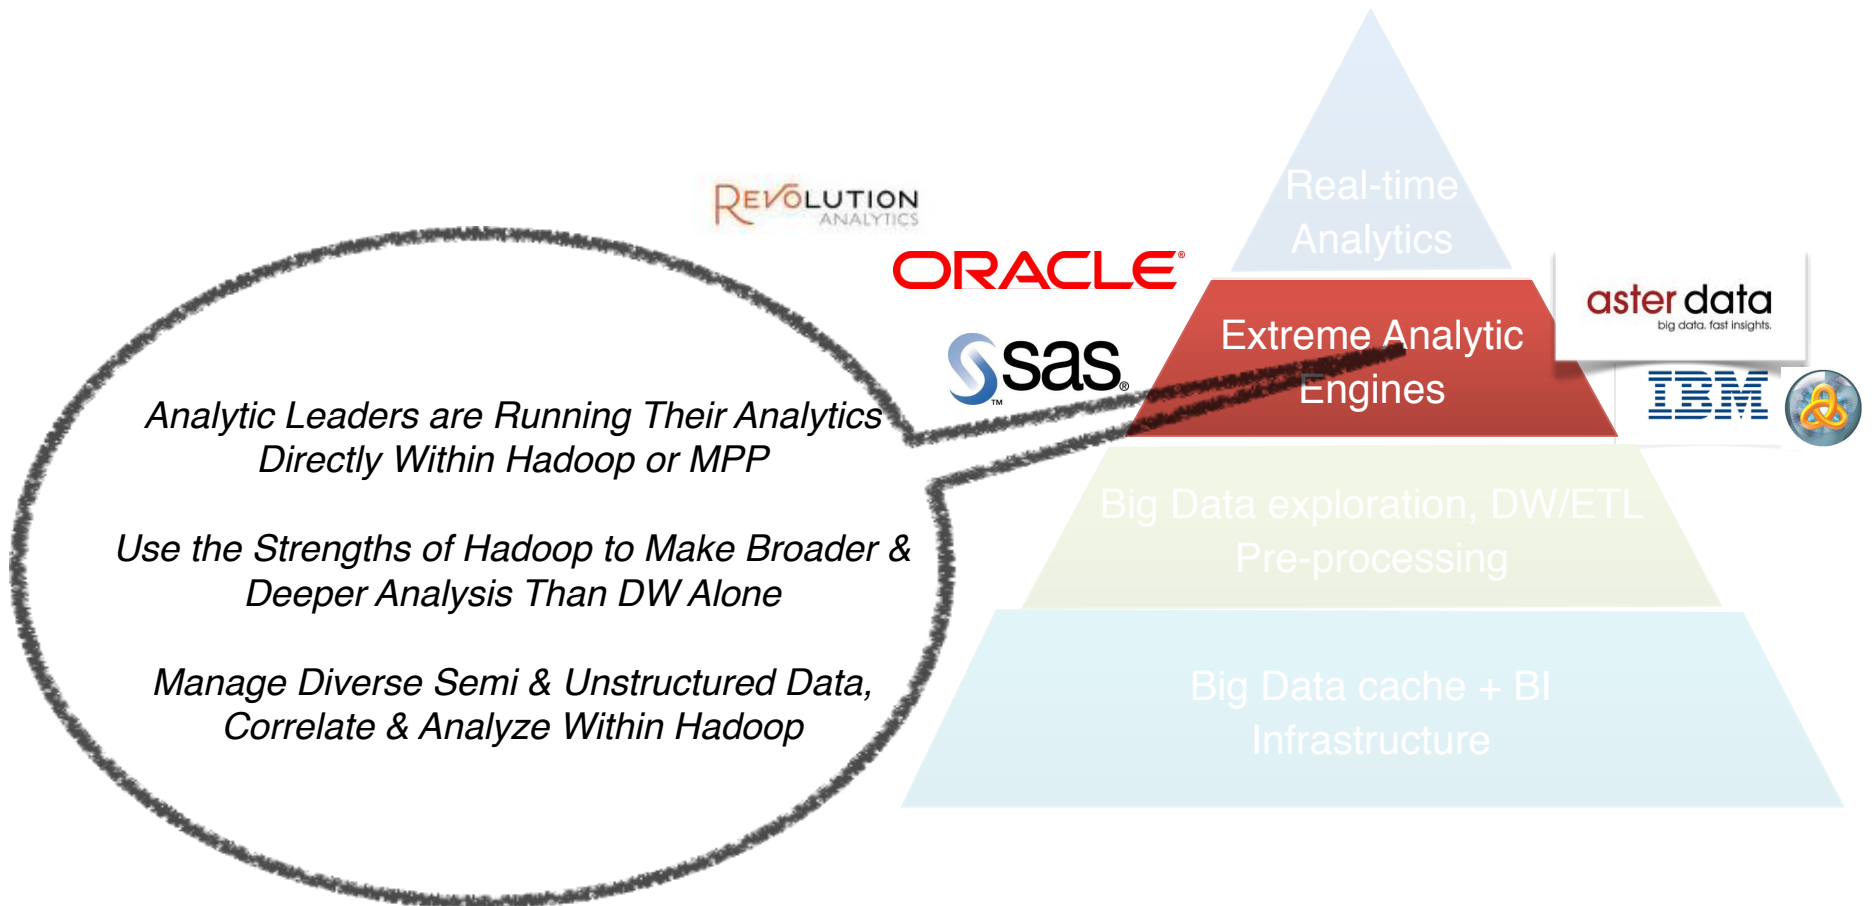 Real-time
Analytics
REVOLUTION
ANALYTICS
ORACLE®
sas®
™
Extreme Analytic
Engines
aster data
big data. fast insights.
IBM
Analytic Leaders are Running Their Analytics
Directly Within Hadoop or MPP
Use the Strengths of Hadoop to Make Broader &
Deeper Analysis Than DW Alone
Manage Diverse Semi & Unstructured Data,
Correlate & Analyze Within Hadoop
Big Data exploration, DW/ETL
Pre-processing
Big Data cache + BI
Infrastructure